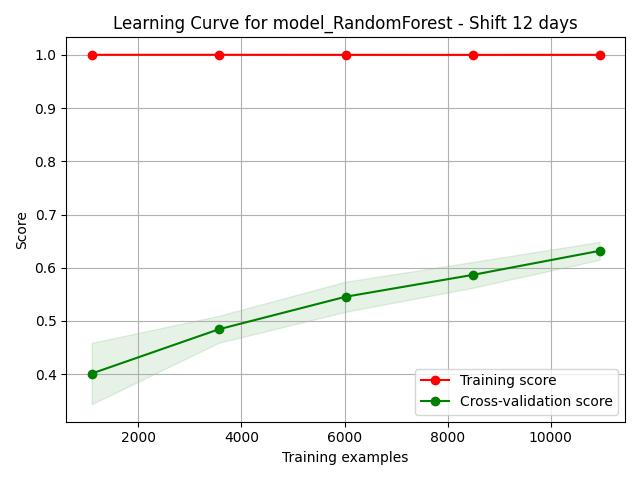 Learning Curve for model_RandomForest - Shift 12 days
Score
1.0
0.9
0.8
0.7
0.6
0.5
0.4
Training score
Cross-validation score
2000 4000 6000 8000 10000
Training examples